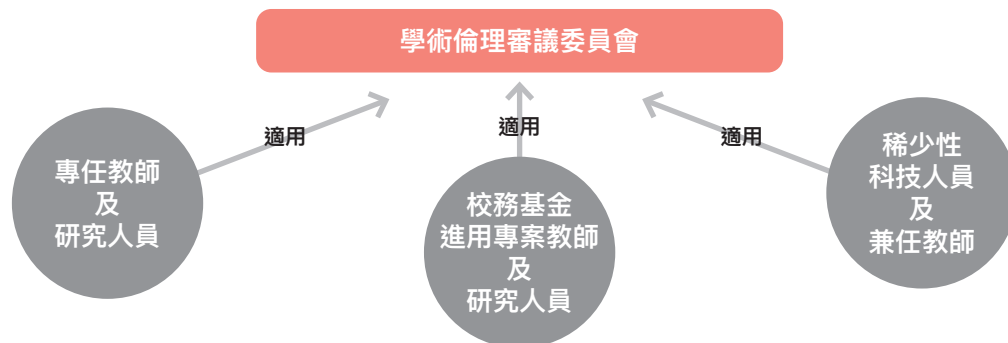 學術倫理審議委員會
適用
適用
適用
專任教師
及
研究人員
校務基金
進用專案教師
及
研究人員
稀少性
科技人員
及
兼任教師